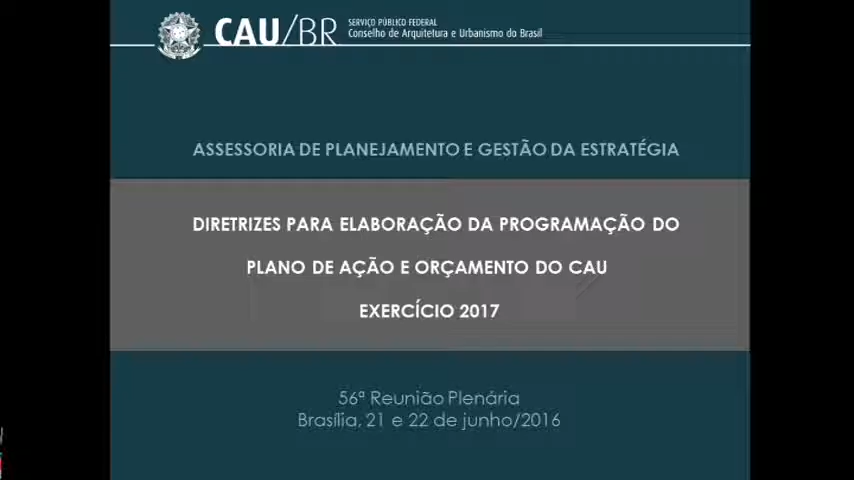 CAU/BR
SERVIÇO PÚBLICO FEDERAL
Conselho de Arquitetura e Urbanismo do Brasil
ASSESSORIA DE PLANEJAMENTO E GESTÃO DA ESTRATÉGIA
DIRETRIZES PARA ELABORAÇÃO DA PROGRAMAÇÃO DO
PLANO DE AÇÃO E ORÇAMENTO DO CAU
EXERCÍCIO 2017
56ª Reunião Plenária
Brasília, 21 e 22 de junho/2016